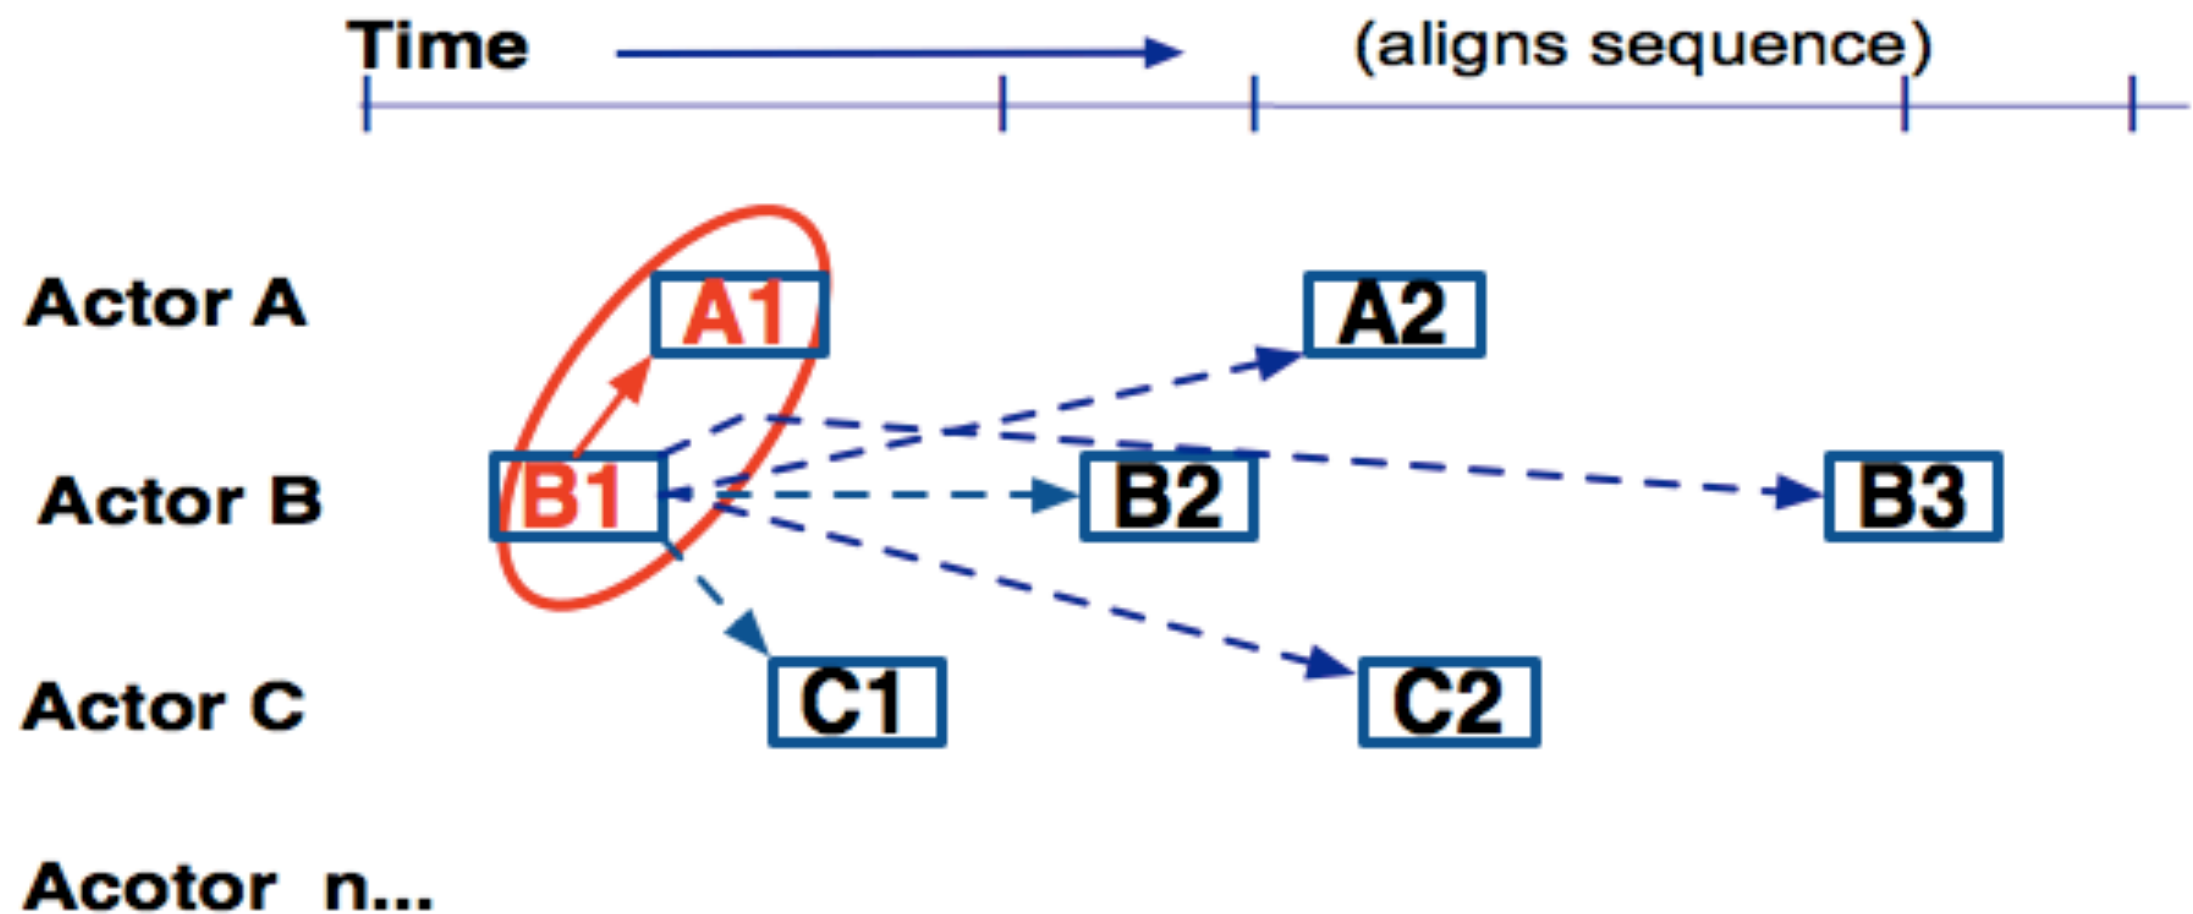 Time (aligns sequence)
Actor A A1 A2
Actor B B1 B2 B3
Actor C C1 C2
Acotor n...